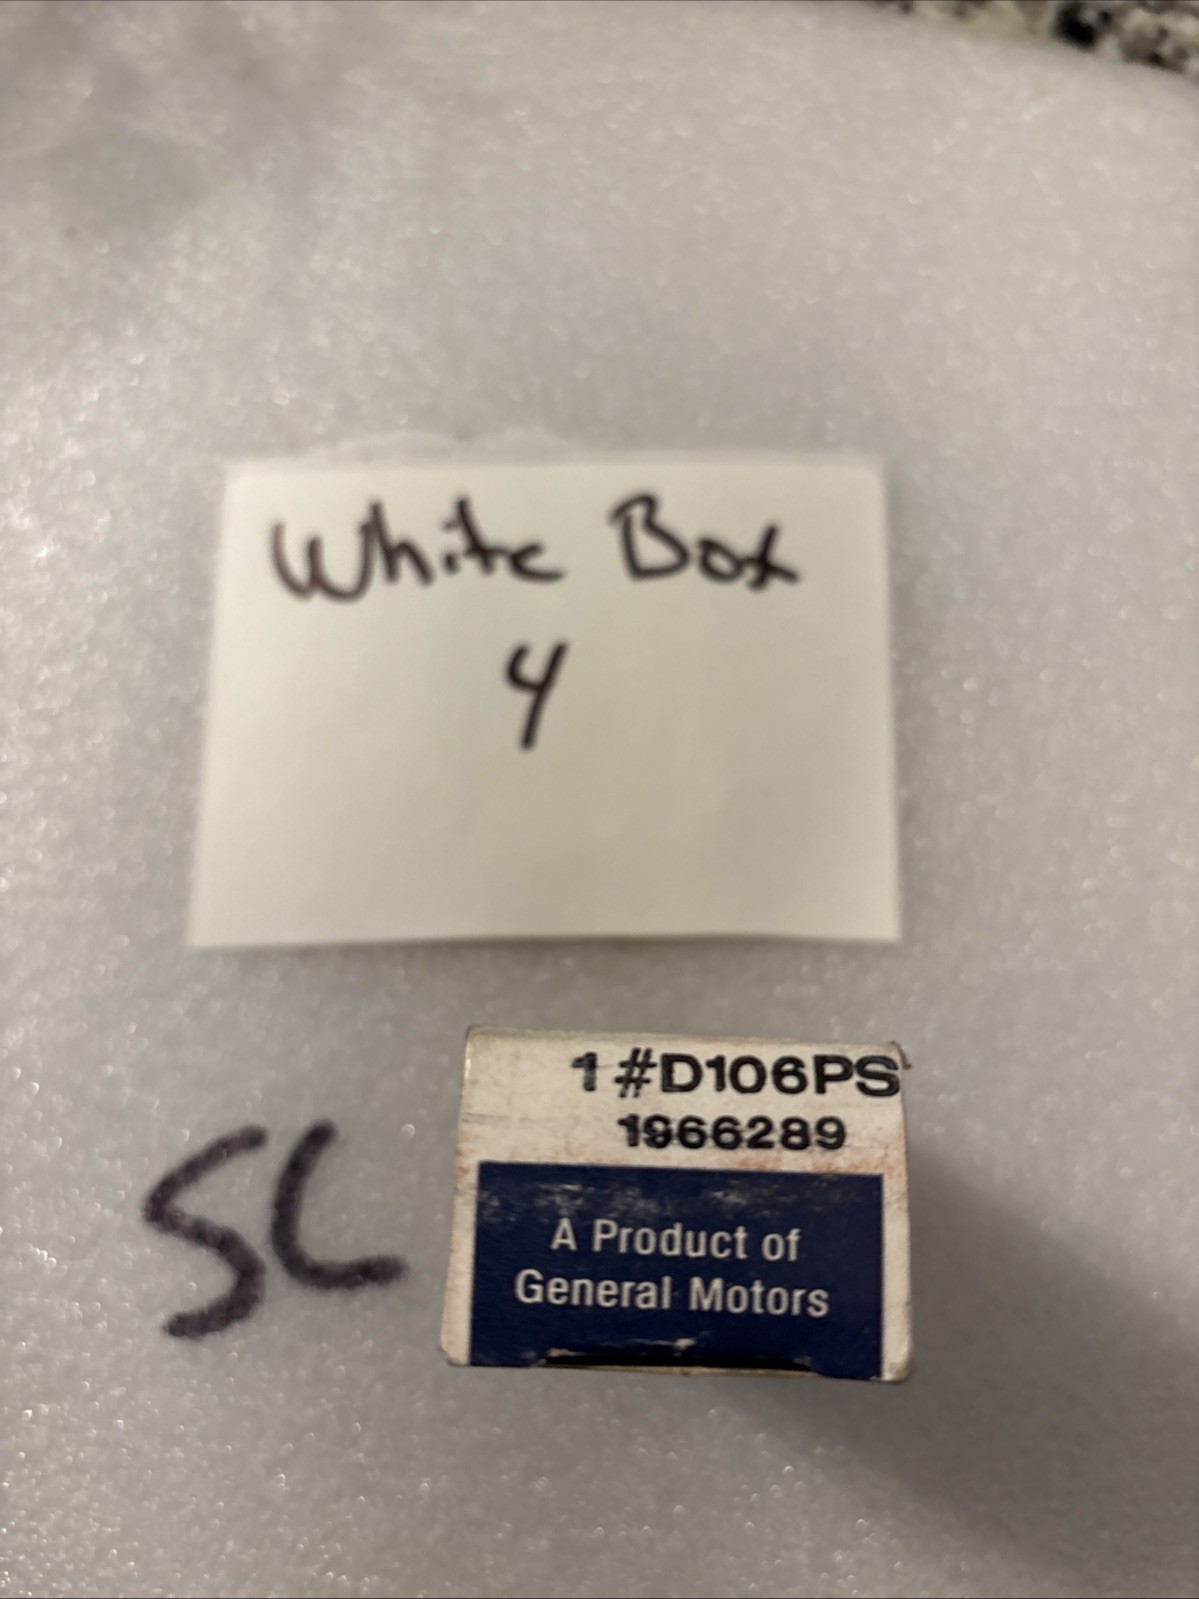 White Box
4
1#D106PS
1966289
A Product of
General Motors
SC